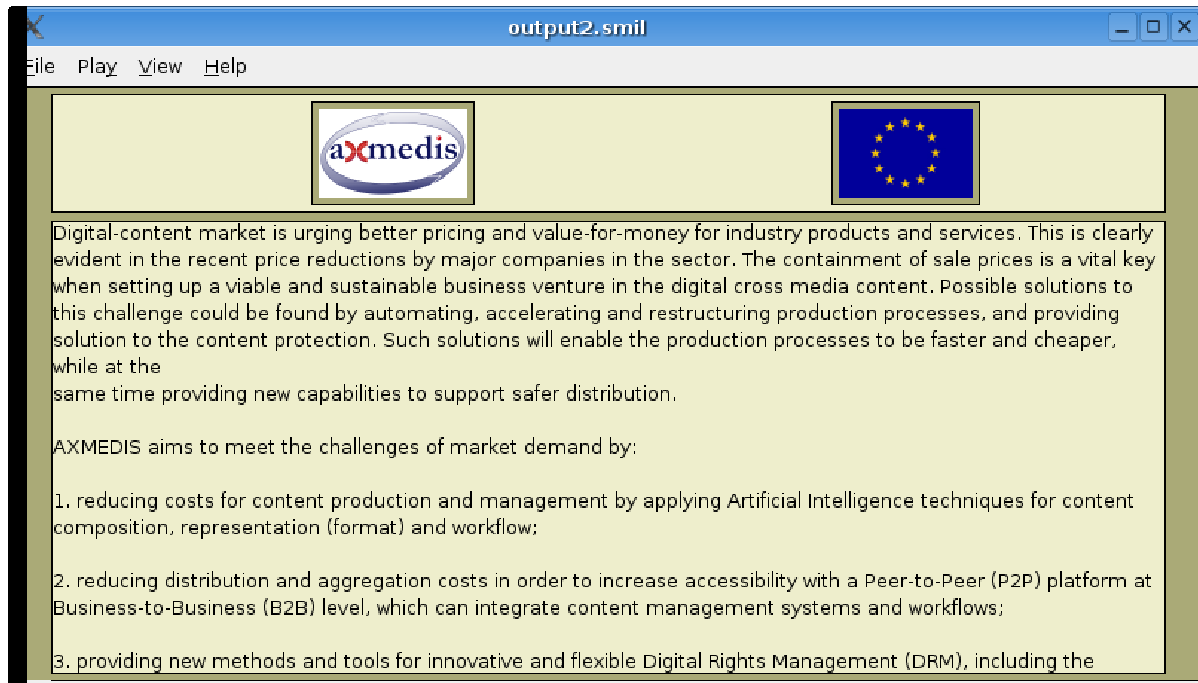 output2.smil
File Play View Help
axmedis
Digital-content market is urging better pricing and value-for-money for industry products and services. This is clearly
evident in the recent price reductions by major companies in the sector. The containment of sale prices is a vital key
when setting up a viable and sustainable business venture in the digital cross media content. Possible solutions to
this challenge could be found by automating, accelerating and restructuring production processes, and providing
solution to the content protection. Such solutions will enable the production processes to be faster and cheaper,
while at the
same time providing new capabilities to support safer distribution.
AXMEDIS aims to meet the challenges of market demand by:
1. reducing costs for content production and management by applying Artificial Intelligence techniques for content
composition, representation (format) and workflow;
2. reducing distribution and aggregation costs in order to increase accessibility with a Peer-to-Peer (P2P) platform at
Business-to-Business (B2B) level, which can integrate content management systems and workflows;
3. providing new methods and tools for innovative and flexible Digital Rights Management (DRM), including the